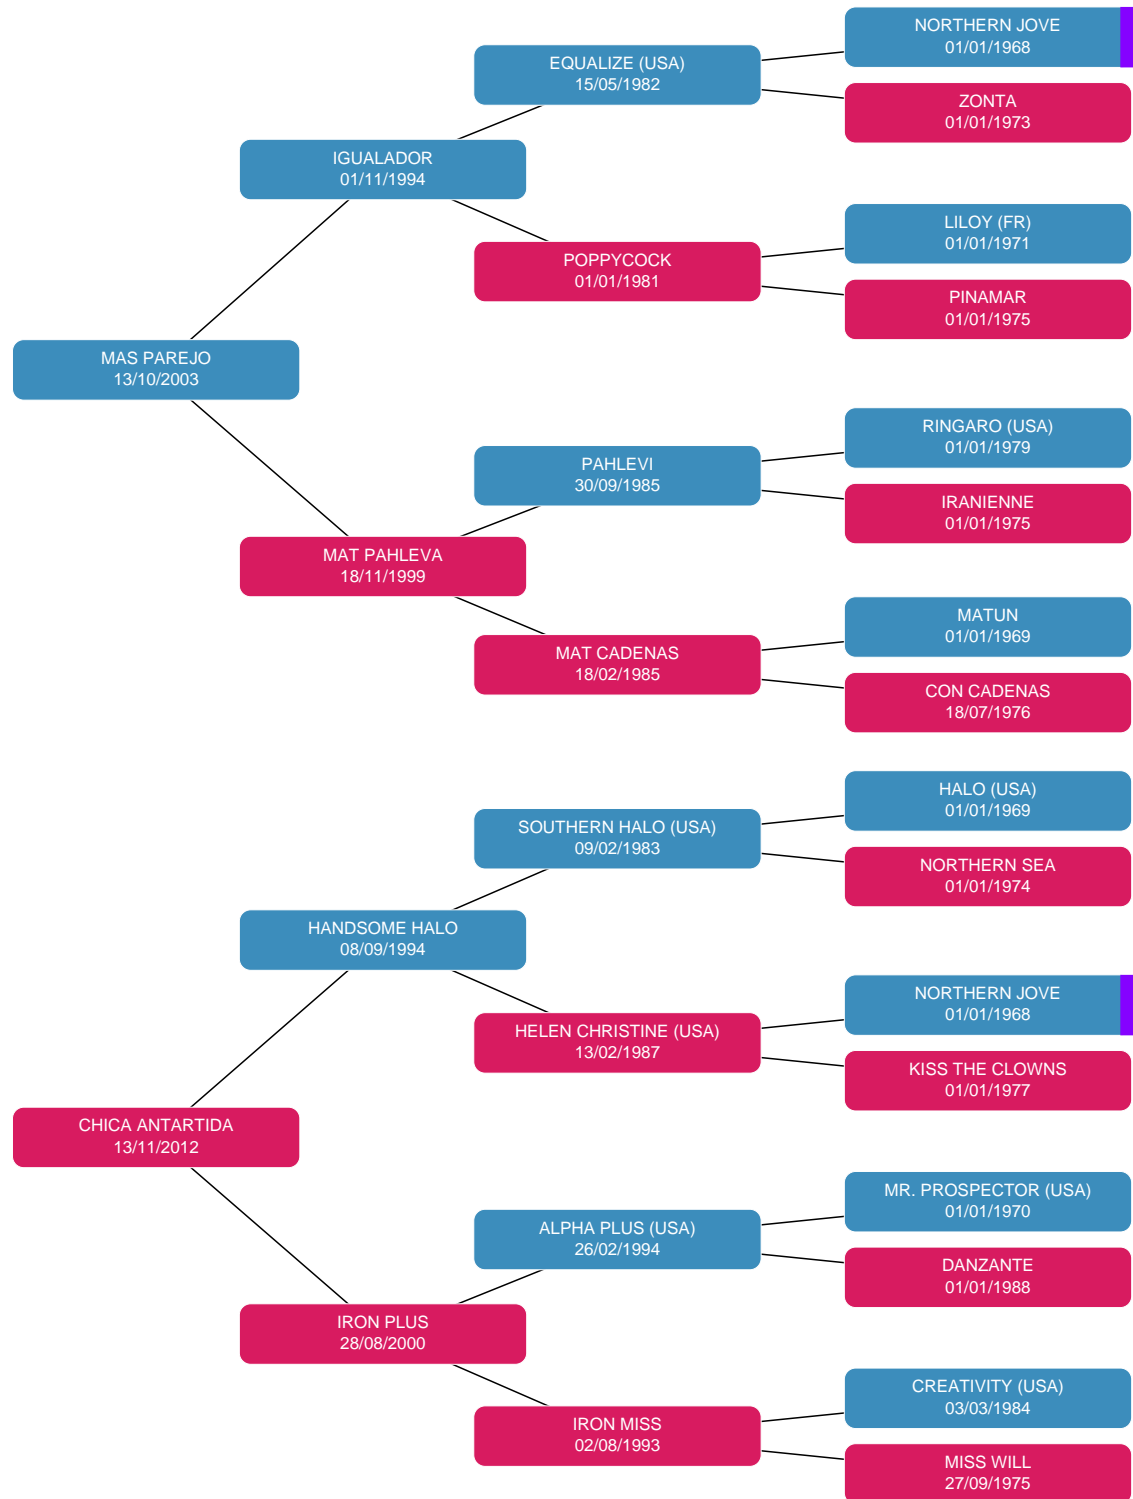 NORTHERN JOVE
01/01/1968
EQUALIZE (USA)
15/05/1982
ZONTA
01/01/1973
IGUALADOR
01/11/1994
LILOY (FR)
01/01/1971
POPPYCOCK
01/01/1981
PINAMAR
01/01/1975
MAS PAREJO
13/10/2003
RINGARO (USA)
01/01/1979
PAHLEVI
30/09/1985
IRANIENNE
01/01/1975
MAT PAHLEVA
18/11/1999
MATUN
01/01/1969
MAT CADENAS
18/02/1985
CON CADENAS
18/07/1976
HALO (USA)
01/01/1969
SOUTHERN HALO (USA)
09/02/1983
NORTHERN SEA
01/01/1974
HANDSOME HALO
08/09/1994
NORTHERN JOVE
01/01/1968
HELEN CHRISTINE (USA)
13/02/1987
KISS THE CLOWNS
01/01/1977
CHICA ANTARTIDA
13/11/2012
MR. PROSPECTOR (USA)
01/01/1970
ALPHA PLUS (USA)
26/02/1994
DANZANTE
01/01/1988
IRON PLUS
28/08/2000
CREATIVITY (USA)
03/03/1984
IRON MISS
02/08/1993
MISS WILL
27/09/1975